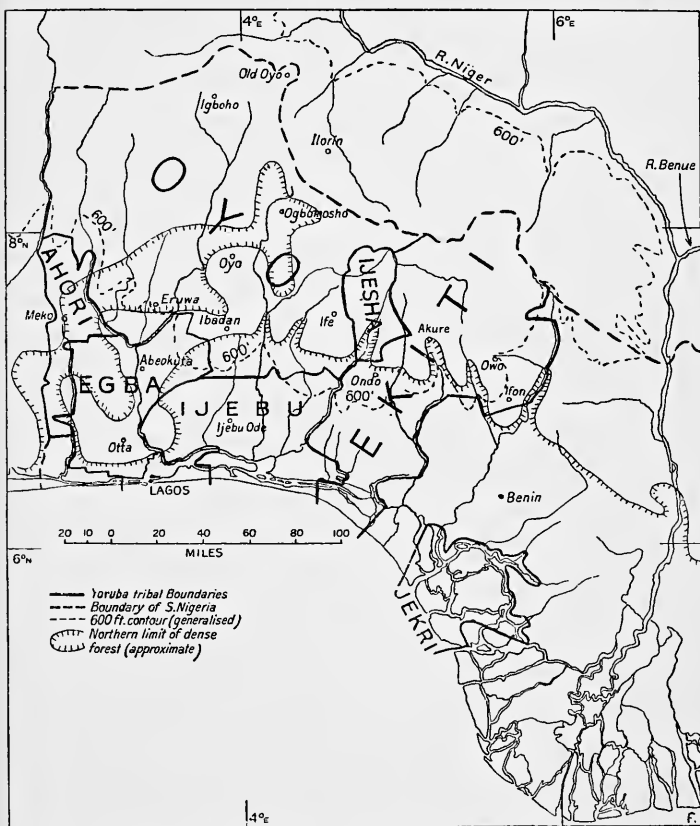 4°E
6°E
Old Oyo
R. Niger
Igboho
600'
Ilorin
R. Benue
O
Y
O
Ogbomosho
8°N
600'
AHORI
Oyo
IJESHA
EKITI
Eruwa
Meko
Ibadan
Ife
Akure
Abeokuta
600'
Owo
EGBA
Ondo
600'
Ifon
IJEBU
Ijebu Ode
Otta
Benin
LAGOS
20 10 0 20 40 60 80 100
MILES
6°N
Yoruba tribal Boundaries
Boundary of S. Nigeria
600 ft. contour (generalised)
Northern limit of dense
forest (approximate)
JEKRI
4°E
F.